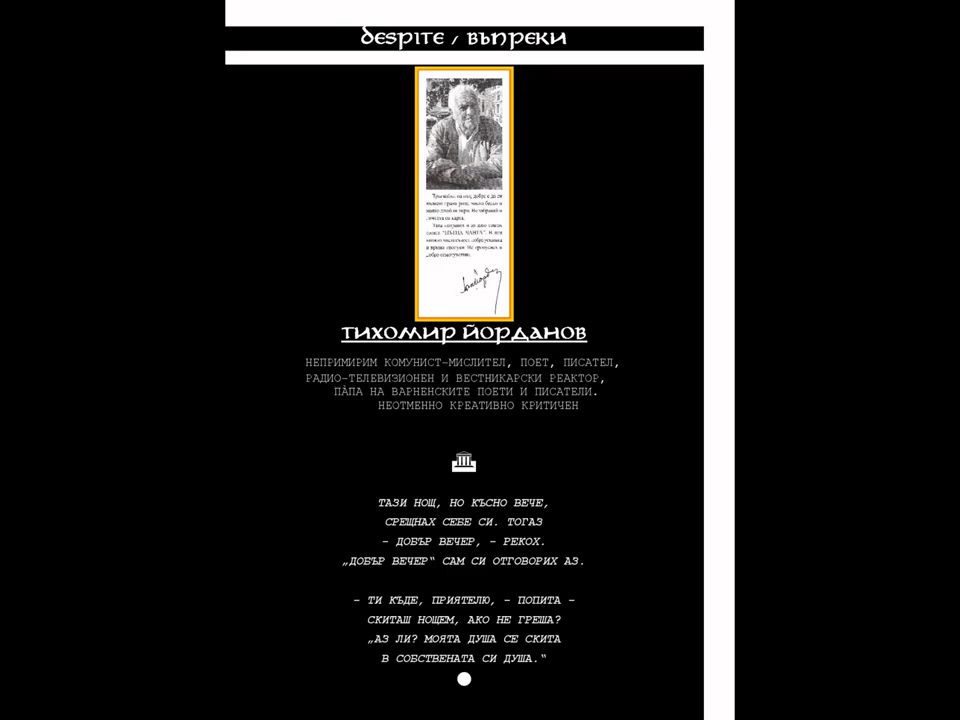 DESPITE / ВЪПРЕКИ
ТИХОМИР ЙОРДАНОВ
НЕПРИМИРИМ КОМУНИСТ-МИСЛИТЕЛ, ПОЕТ, ПИСАТЕЛ,
РАДИО-ТЕЛЕВИЗИОНЕН И ВЕСТНИКАРСКИ РЕАКТОР,
ПÀПА НА ВАРНЕНСКИТЕ ПОЕТИ И ПИСАТЕЛИ.
НЕОТМЕННО КРЕАТИВНО КРИТИЧЕН
ТАЗИ НОЩ, НО КЪСНО ВЕЧЕ,
СРЕЩНАХ СЕБЕ СИ. ТОГАЗ
- ДОБЪР ВЕЧЕР, - РЕКОХ.
„ДОБЪР ВЕЧЕР" САМ СИ ОТГОВОРИХ АЗ.
- ТИ КЪДЕ, ПРИЯТЕЛЮ, - ПОПИТА -
СКИТАШ НОЩЕМ, АКО НЕ ГРЕША?
„АЗ ЛИ? МОЯТА ДУША СЕ СКИТА
В СОБСТВЕНАТА СИ ДУША."